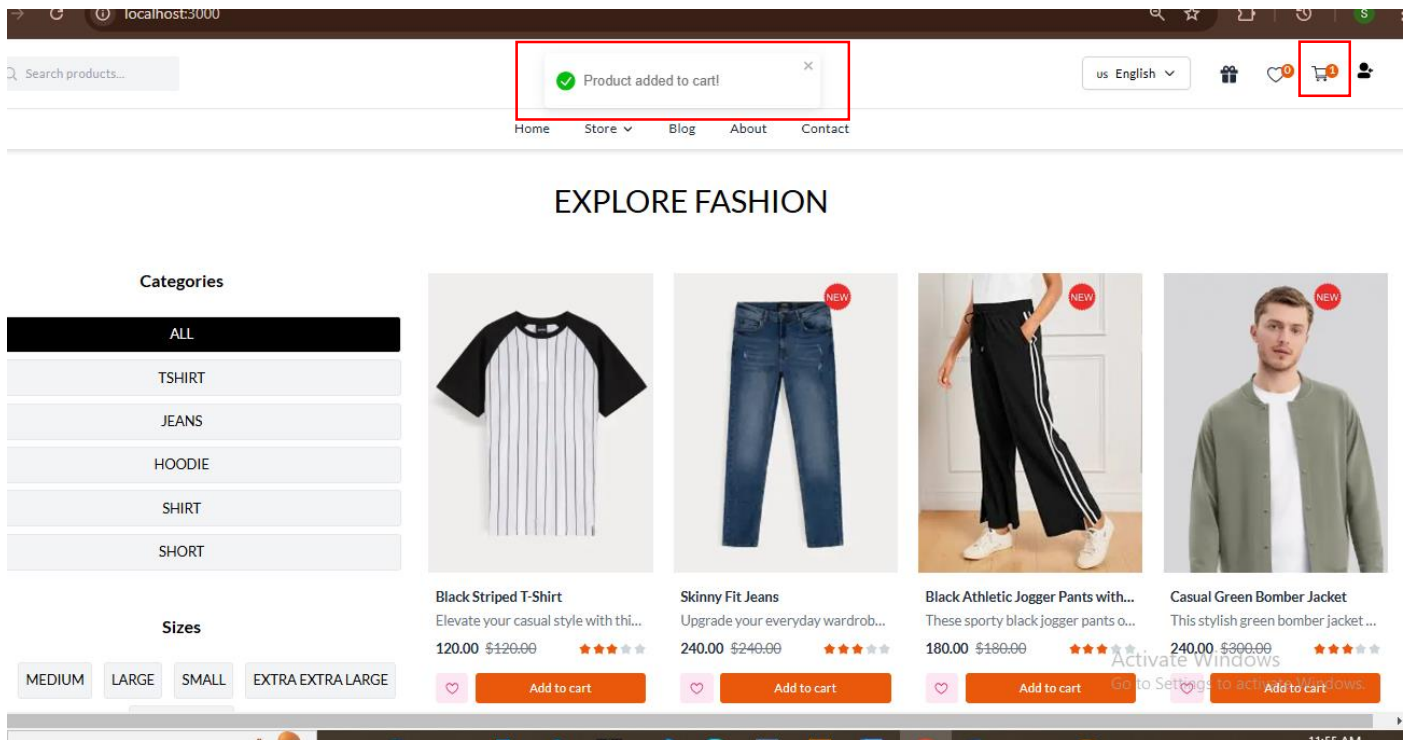 localhost:3000
S
Search products...
Product added to cart!
us English
0
1
Home Store Blog About Contact
EXPLORE FASHION
Categories
ALL
TSHIRT
JEANS
HOODIE
SHIRT
SHORT
Sizes
MEDIUM LARGE SMALL EXTRA EXTRA LARGE
NEW
NEW
NEW
Black Striped T-Shirt
Elevate your casual style with thi...
120.00 $120.00
Add to cart
Skinny Fit Jeans
Upgrade your everyday wardrob...
240.00 $240.00
Add to cart
Black Athletic Jogger Pants with...
These sporty black jogger pants o...
180.00 $180.00
Add to cart
Casual Green Bomber Jacket
This stylish green bomber jacket ...
240.00 $300.00
Add to cart
Activate Windows
Go to Settings to activate Windows.
11:55 AM